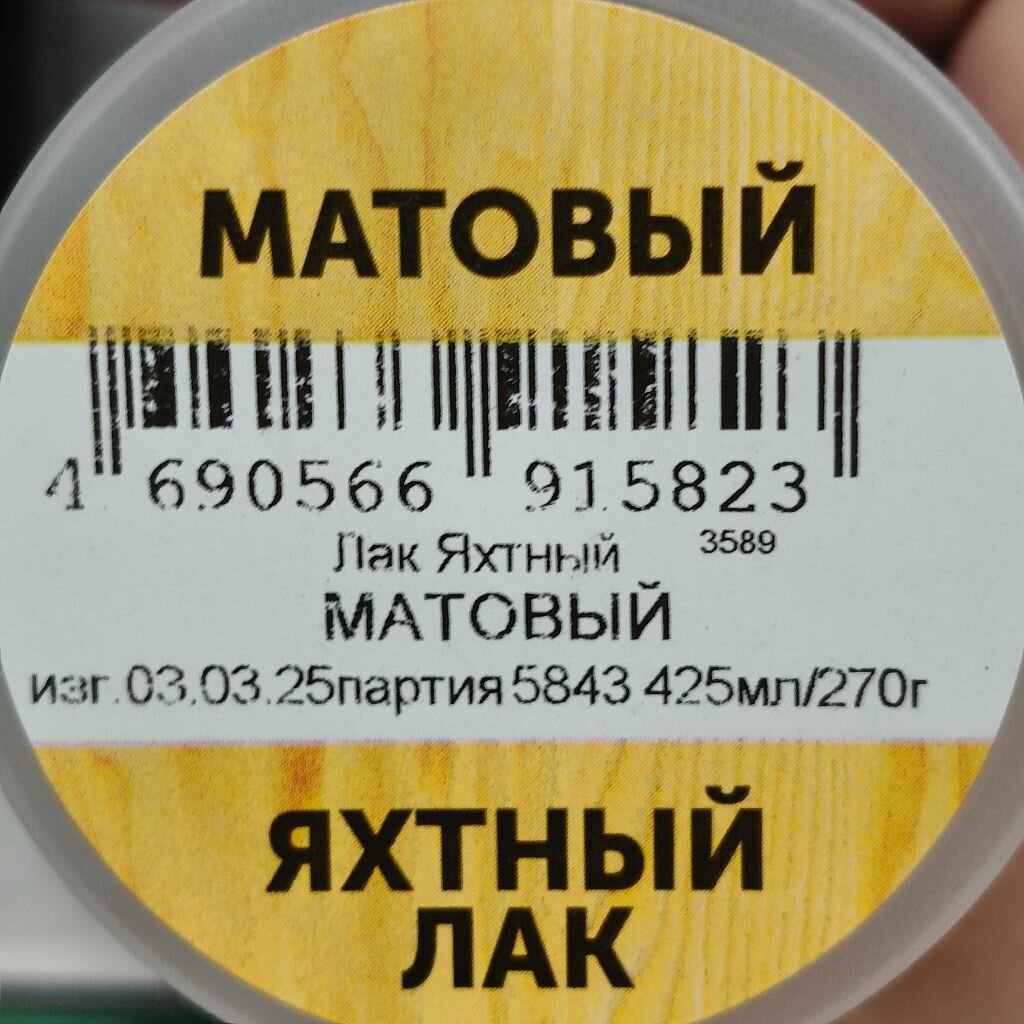 МАТОВЫЙ
4 690566 915823
Лак Яхтный 3589
МАТОВЫЙ
изг.03.03.25партия 5843 425мл/270г
ЯХТНЫЙ
ЛАК